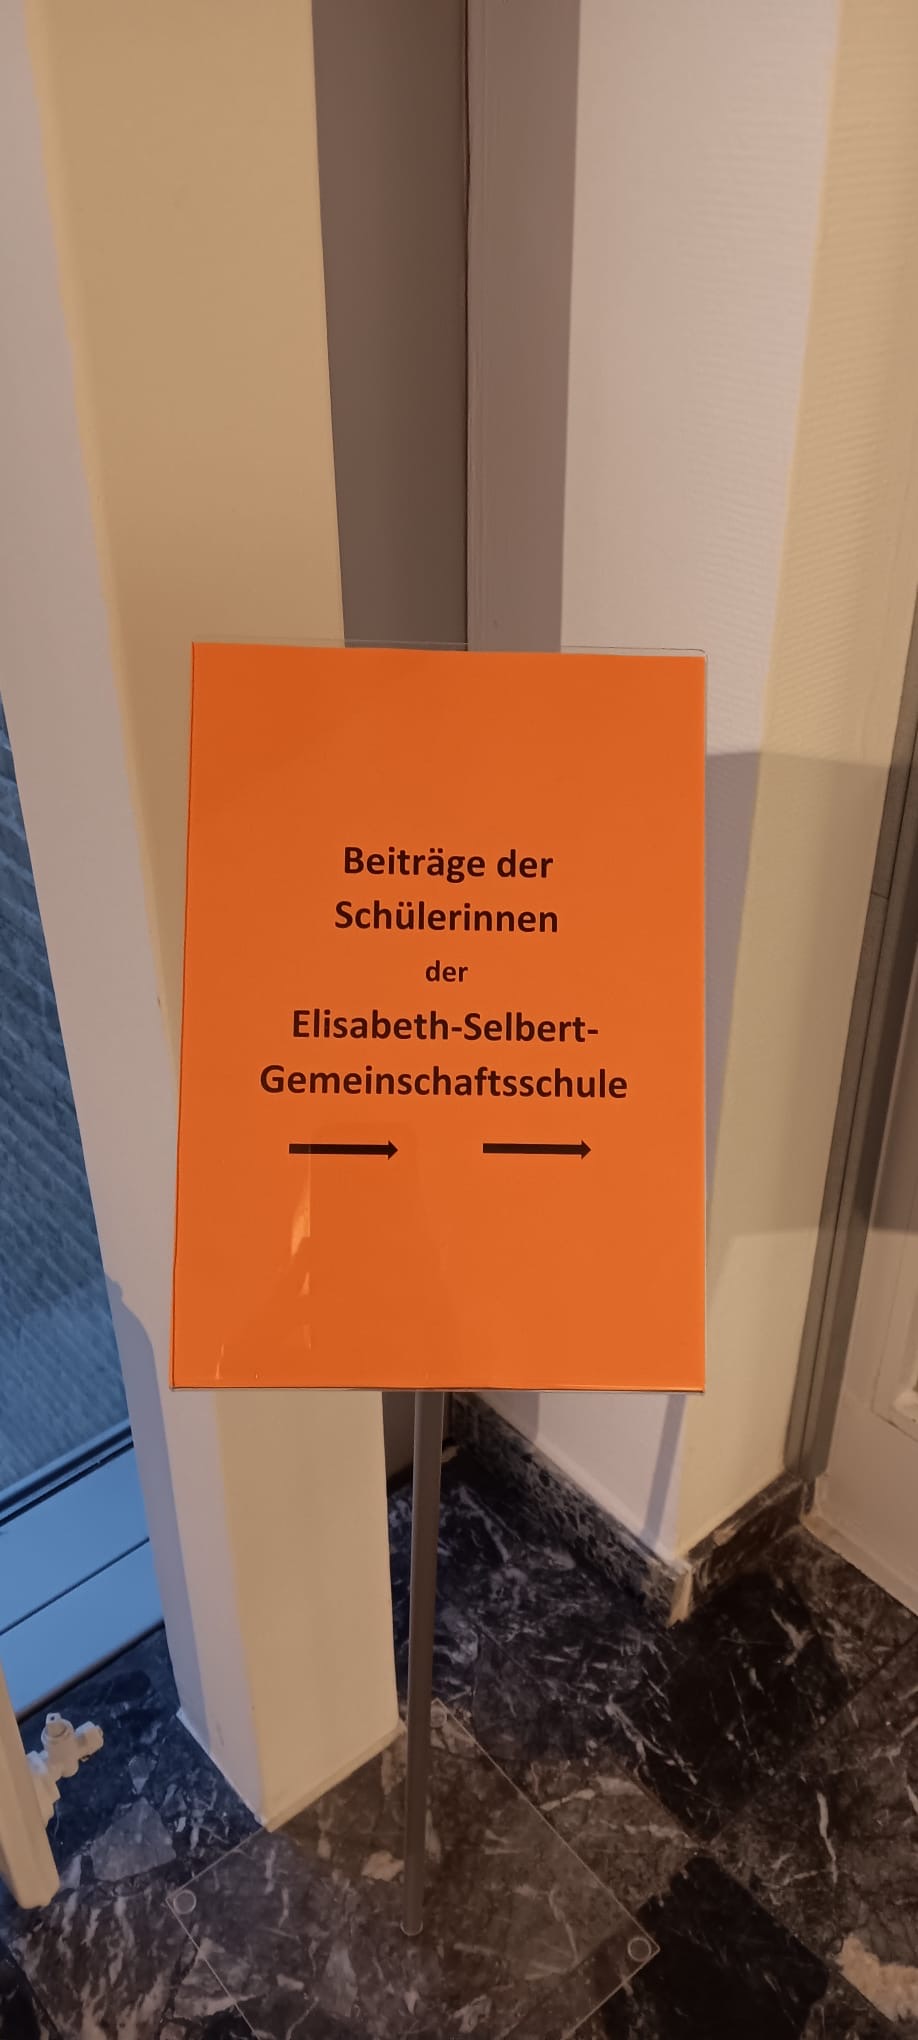 Beiträge der
Schülerinnen
der
Elisabeth-Selbert-
Gemeinschaftsschule